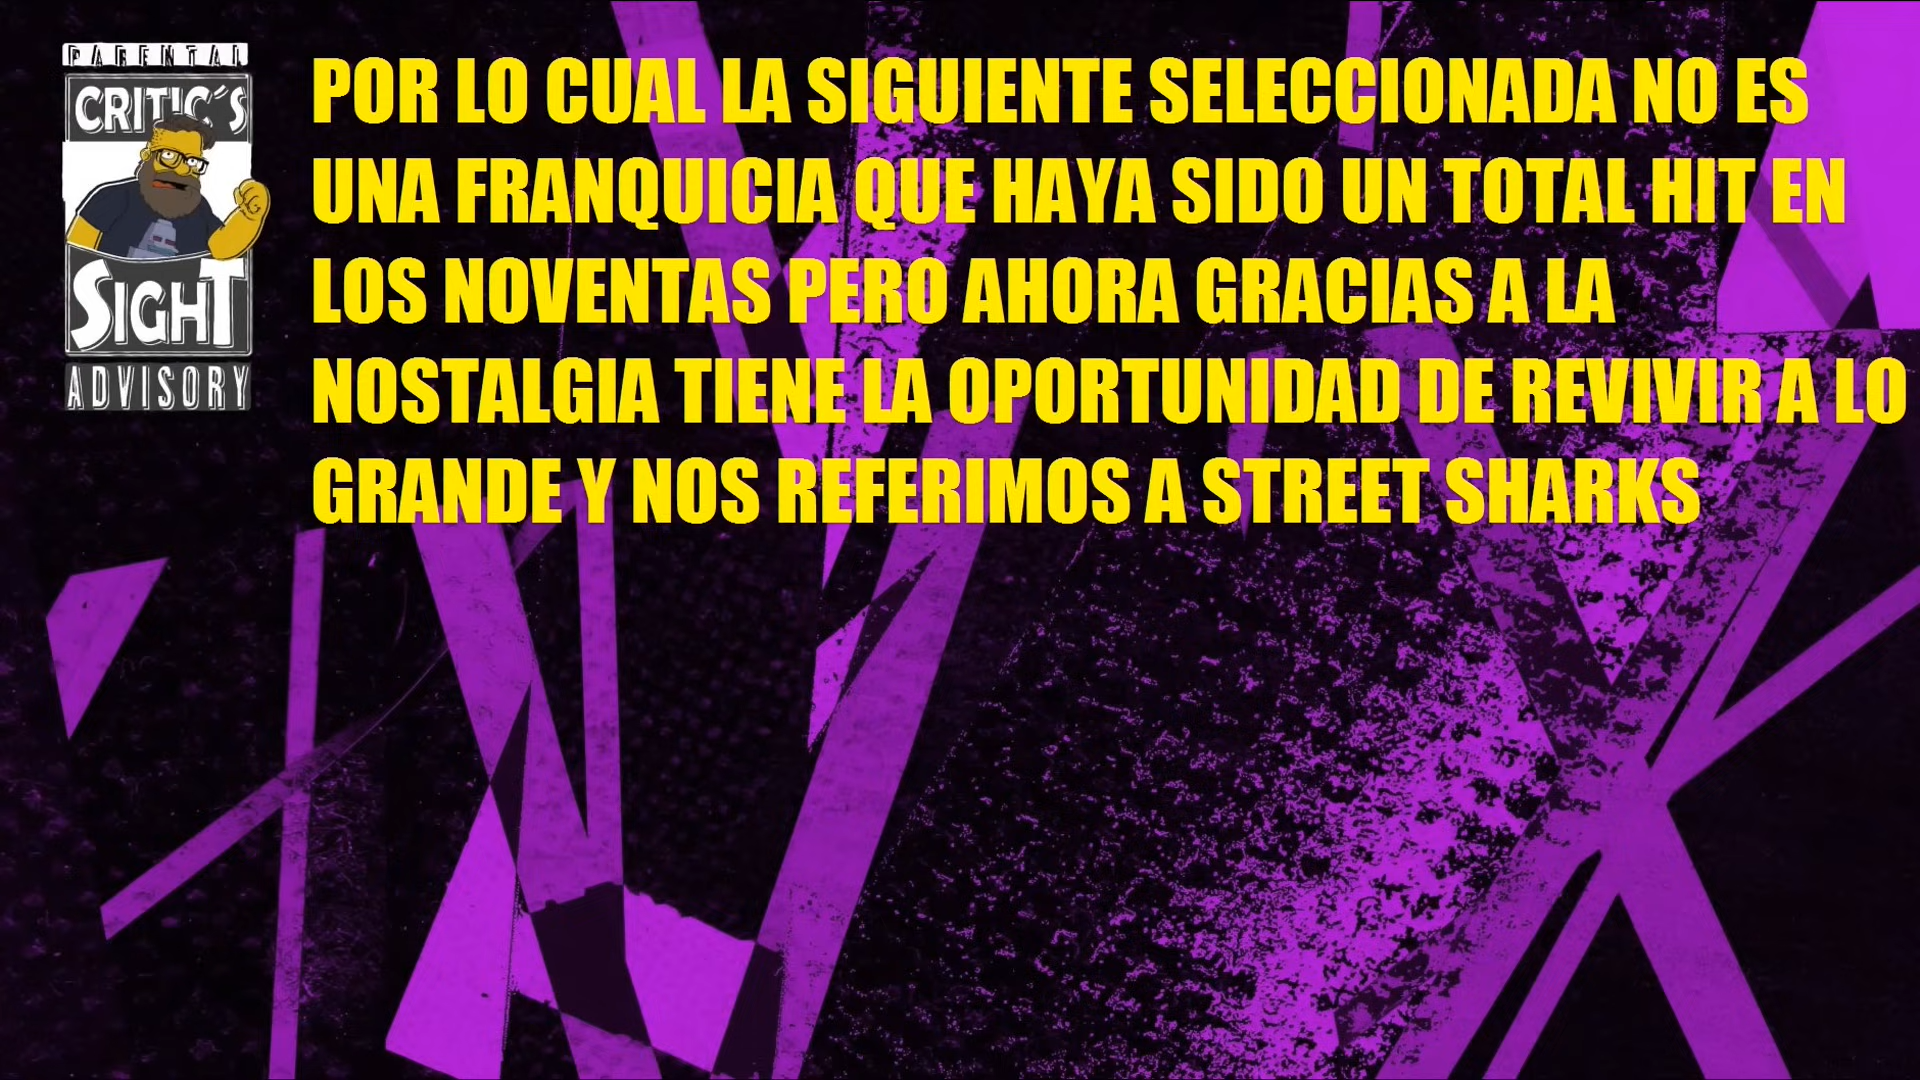 PARENTAL
CRITIC´S
SIGHT
ADVISORY
POR LO CUAL LA SIGUIENTE SELECCIONADA NO ES
UNA FRANQUICIA QUE HAYA SIDO UN TOTAL HIT EN
LOS NOVENTAS PERO AHORA GRACIAS A LA
NOSTALGIA TIENE LA OPORTUNIDAD DE REVIVIR A LO
GRANDE Y NOS REFERIMOS A STREET SHARKS